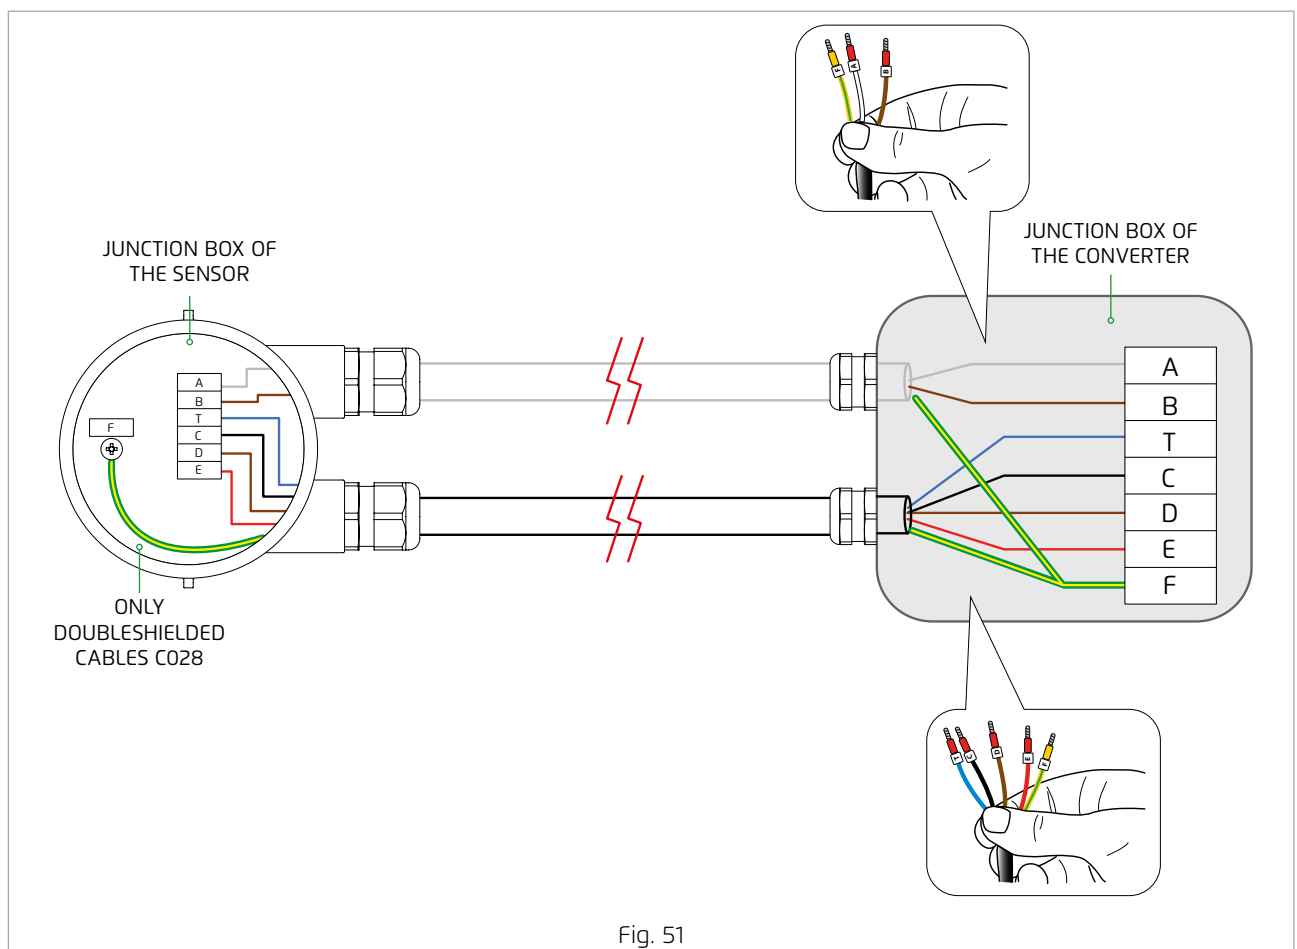 F
A
B
JUNCTION BOX OF
THE SENSOR
JUNCTION BOX OF
THE CONVERTER
A
B
T
C
D
E
F
A
B
T
C
D
E
F
ONLY
DOUBLESHIELDED
CABLES C028
T
C
D
E
F
Fig. 51